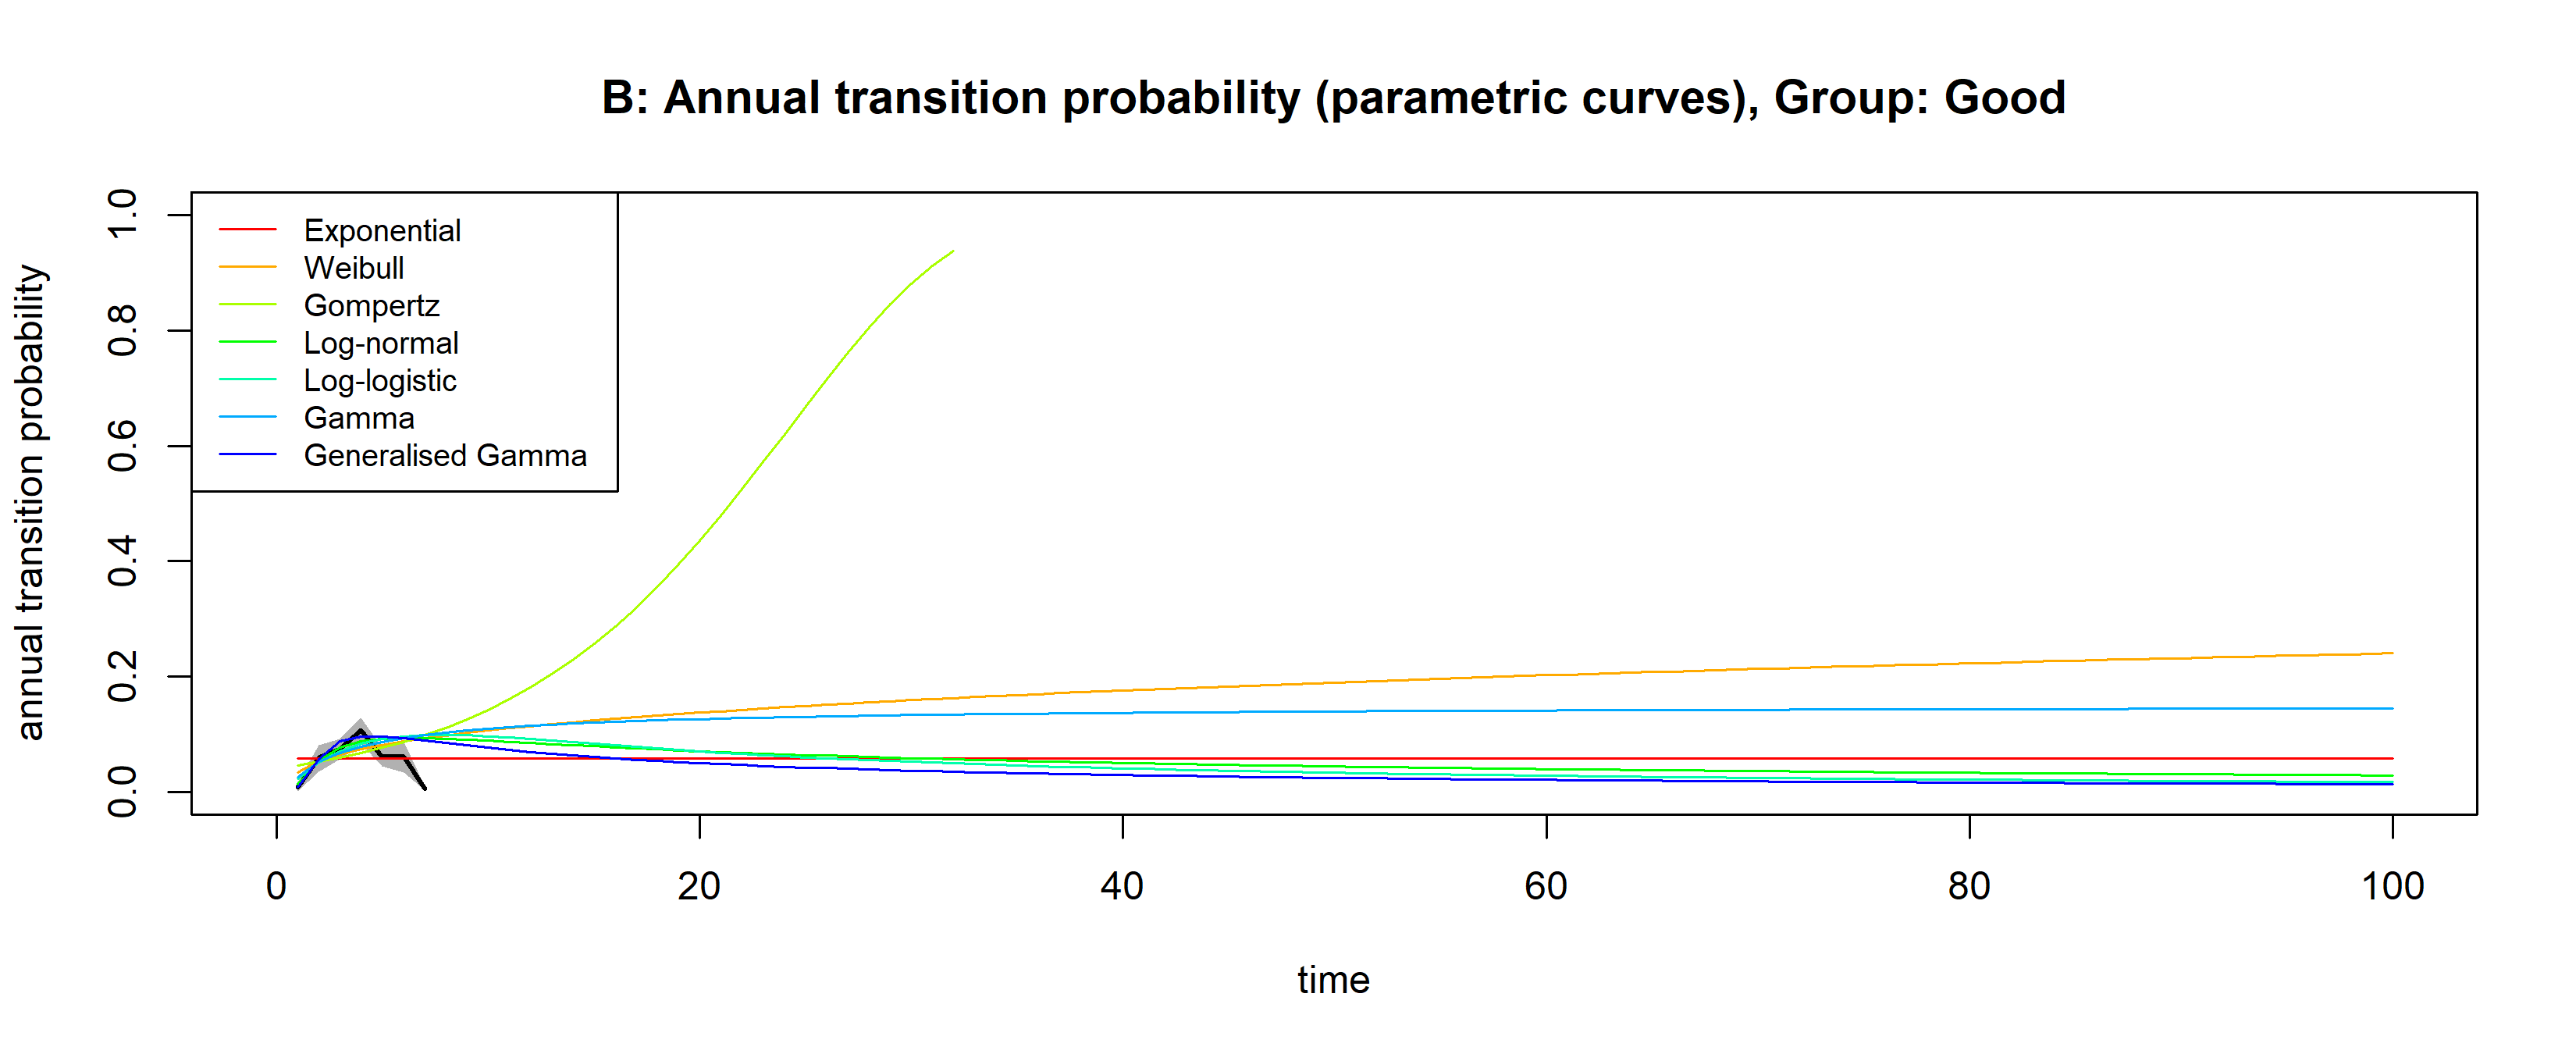 B: Annual transition probability (parametric curves), Group: Good
annual transition probability
1.0
0.8
0.6
0.4
0.2
0.0
Exponential
Weibull
Gompertz
Log-normal
Log-logistic
Gamma
Generalised Gamma
0 20 40 60 80 100
time